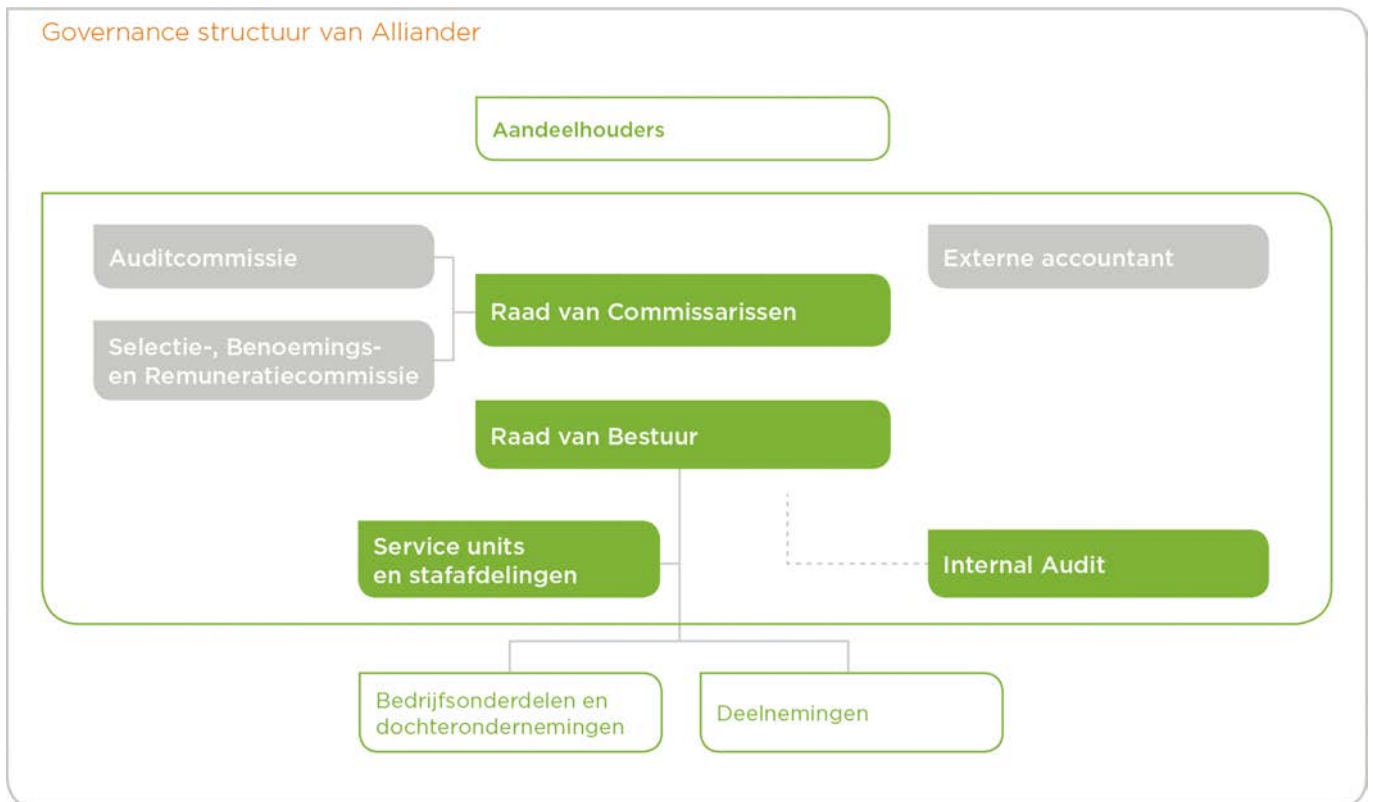 Governance structuur van Alliander
Aandeelhouders
Auditcommissie
Externe accountant
Raad van Commissarissen
Selectie-, Benoemings-
en Remuneratiecommissie
Raad van Bestuur
Service units
en stafafdelingen
Internal Audit
Bedrijfsonderdelen en
dochterondernemingen
Deelnemingen